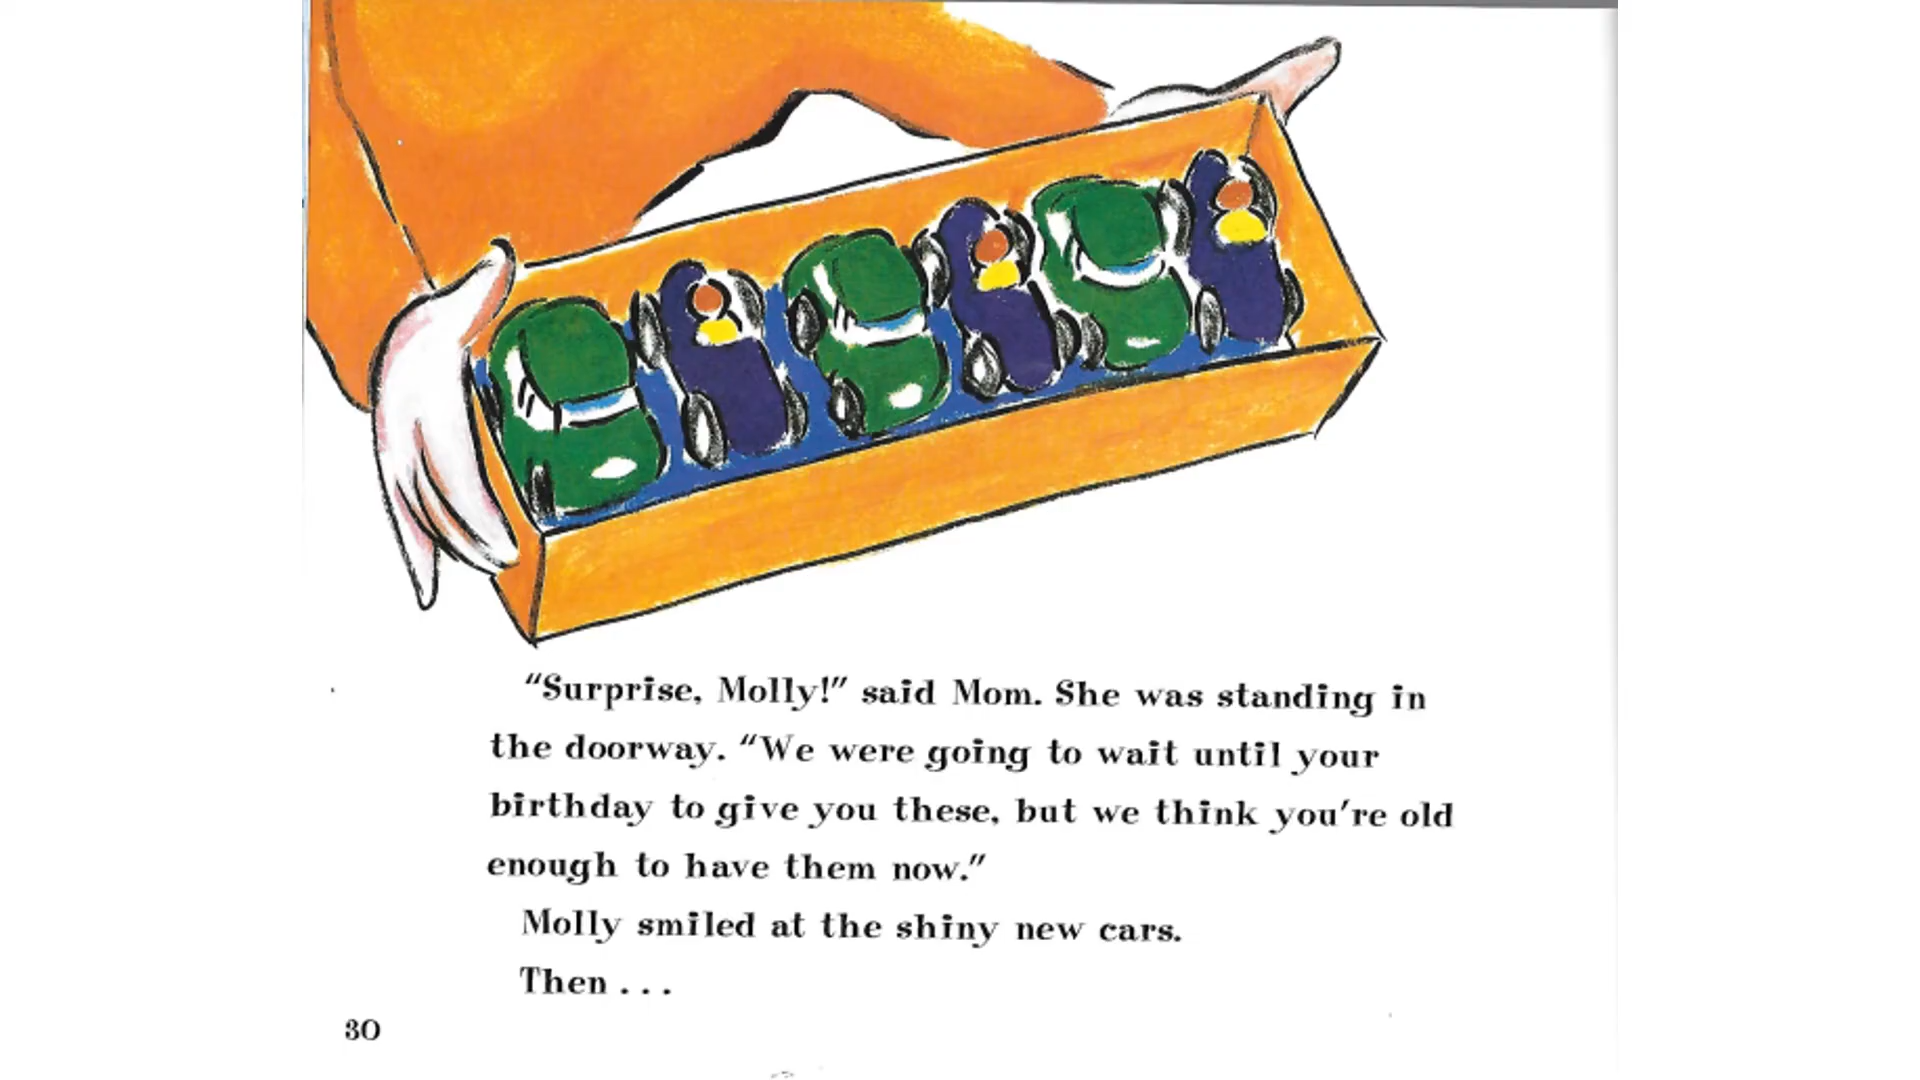 “Surprise, Molly!” said Mom. She was standing in
the doorway. “We were going to wait until your
birthday to give you these, but we think you're old
enough to have them now.”
Molly smiled at the shiny new cars.
Then . . .
30